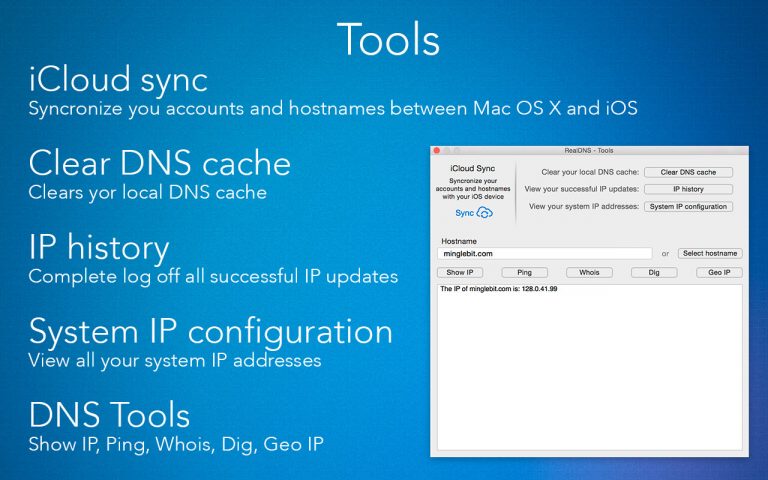 Tools
iCloud sync
Syncronize you accounts and hostnames between Mac OS X and iOS
Clear DNS cache
Clears yor local DNS cache
IP history
Complete log off all successful IP updates
System IP configuration
View all your system IP addresses
DNS Tools
Show IP, Ping, Whois, Dig, Geo IP
RealDNS - Tools
iCloud Sync
Syncronize your
accounts and hostnames
with your iOS device
Sync
Clear your local DNS cache: Clear DNS cache
View your successful IP updates: IP history
View your system IP addresses: System IP configuration
Hostname
minglebit.com or Select hostname
Show IP Ping Whois Dig Geo IP
The IP of minglebit.com is: 128.0.41.99